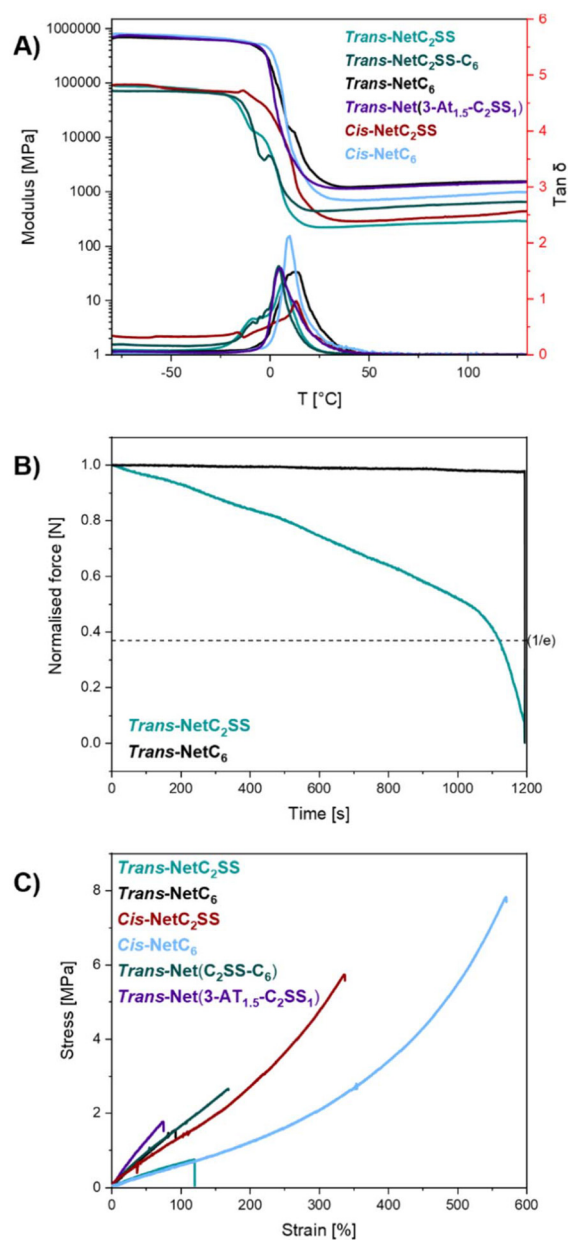 A)
Trans-NetC₂SS
Trans-NetC₂SS-C₆
Trans-NetC₆
Trans-Net(3-At₁.₅-C₂SS₁)
Cis-NetC₂SS
Cis-NetC₆
Modulus [MPa]
1000000
100000
10000
1000
100
10
1
Tan δ
6
5
4
3
2
1
0
-50
0
50
100
T [°C]
B)
Normalised force [N]
1.0
0.8
0.6
0.4
0.2
0.0
(1/e)
Trans-NetC₂SS
Trans-NetC₆
0
200
400
600
800
1000
1200
Time [s]
C)
Trans-NetC₂SS
Trans-NetC₆
Cis-NetC₂SS
Cis-NetC₆
Trans-Net(C₂SS-C₆)
Trans-Net(3-AT₁.₅-C₂SS₁)
Stress [MPa]
8
6
4
2
0
0
100
200
300
400
500
600
Strain [%]